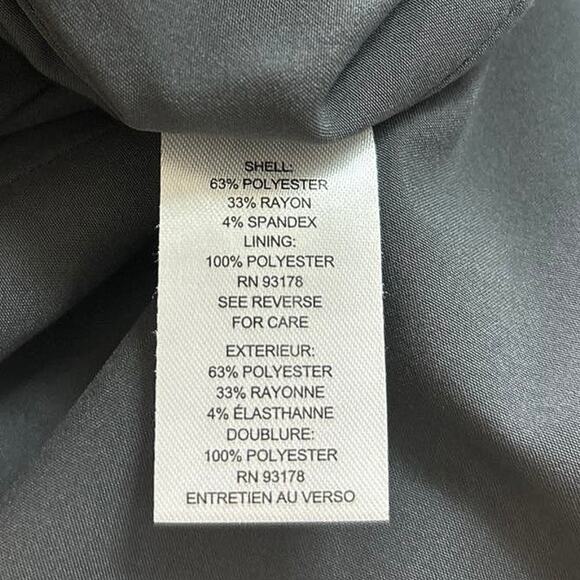 SHELL:
63% POLYESTER
33% RAYON
4% SPANDEX
LINING:
100% POLYESTER
RN 93178
SEE REVERSE
FOR CARE
EXTERIEUR:
63% POLYESTER
33% RAYONNE
4% ÉLASTHANNE
DOUBLURE:
100% POLYESTER
RN 93178
ENTRETIEN AU VERSO